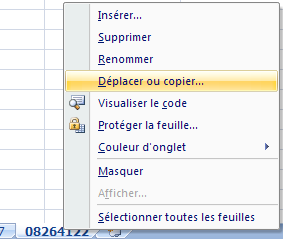 Insérer...
Supprimer
Renommer
Déplacer ou copier...
Visualiser le code
Protéger la feuille...
Couleur d'onglet
Masquer
Afficher...
Sélectionner toutes les feuilles
7 08264122